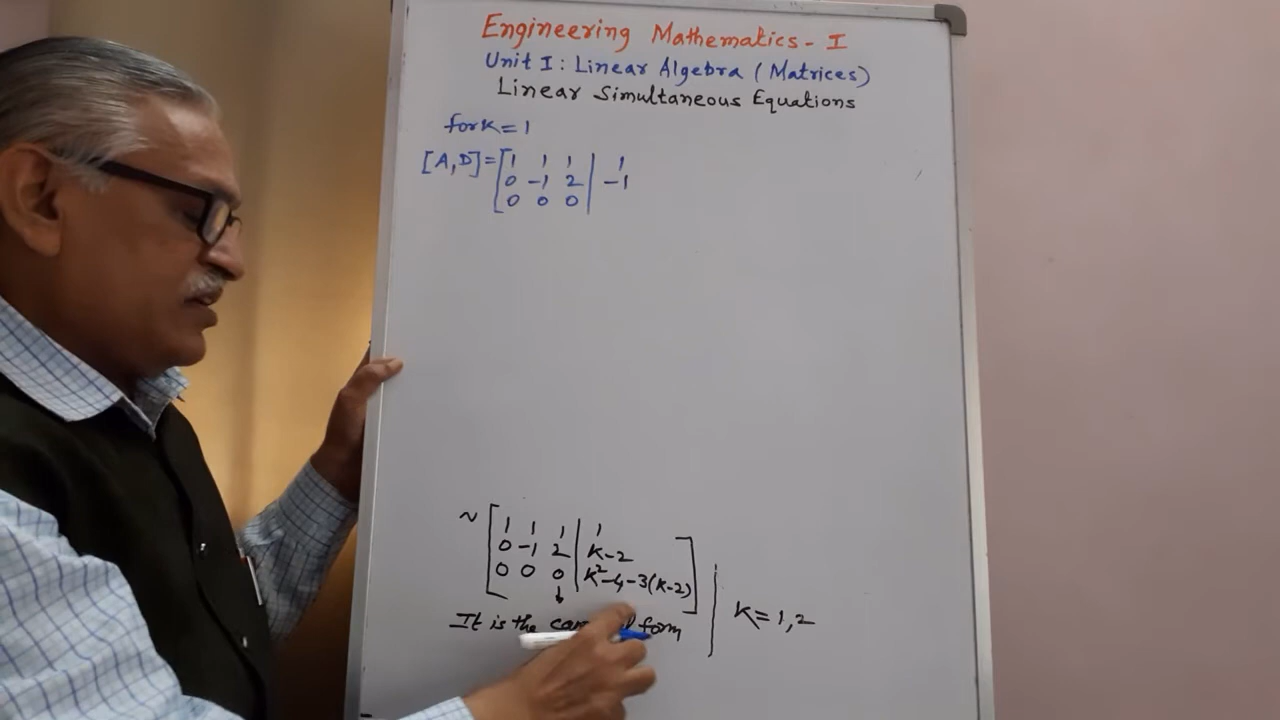 Engineering Mathematics - I
Unit I : Linear Algebra ( Matrices )
Linear Simultaneous Equations
for k = 1
[A, D] = [ 1 1 1 | 1
0 -1 2 | -1
0 0 0 |
~ [ 1 1 1 | 1
0 -1 2 | k-2
0 0 0 | k²-4-3(k-2) ]
It is the form
k = 1, 2